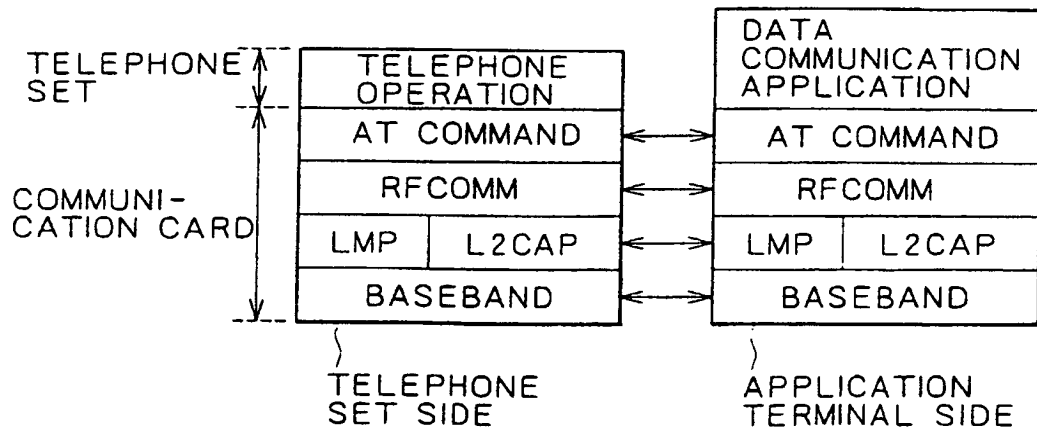 TELEPHONE
SET
COMMUNI-
CATION CARD
TELEPHONE
OPERATION
AT COMMAND
RFCOMM
LMP
L2CAP
BASEBAND
TELEPHONE
SET SIDE
DATA
COMMUNICATION
APPLICATION
AT COMMAND
RFCOMM
LMP
L2CAP
BASEBAND
APPLICATION
TERMINAL SIDE